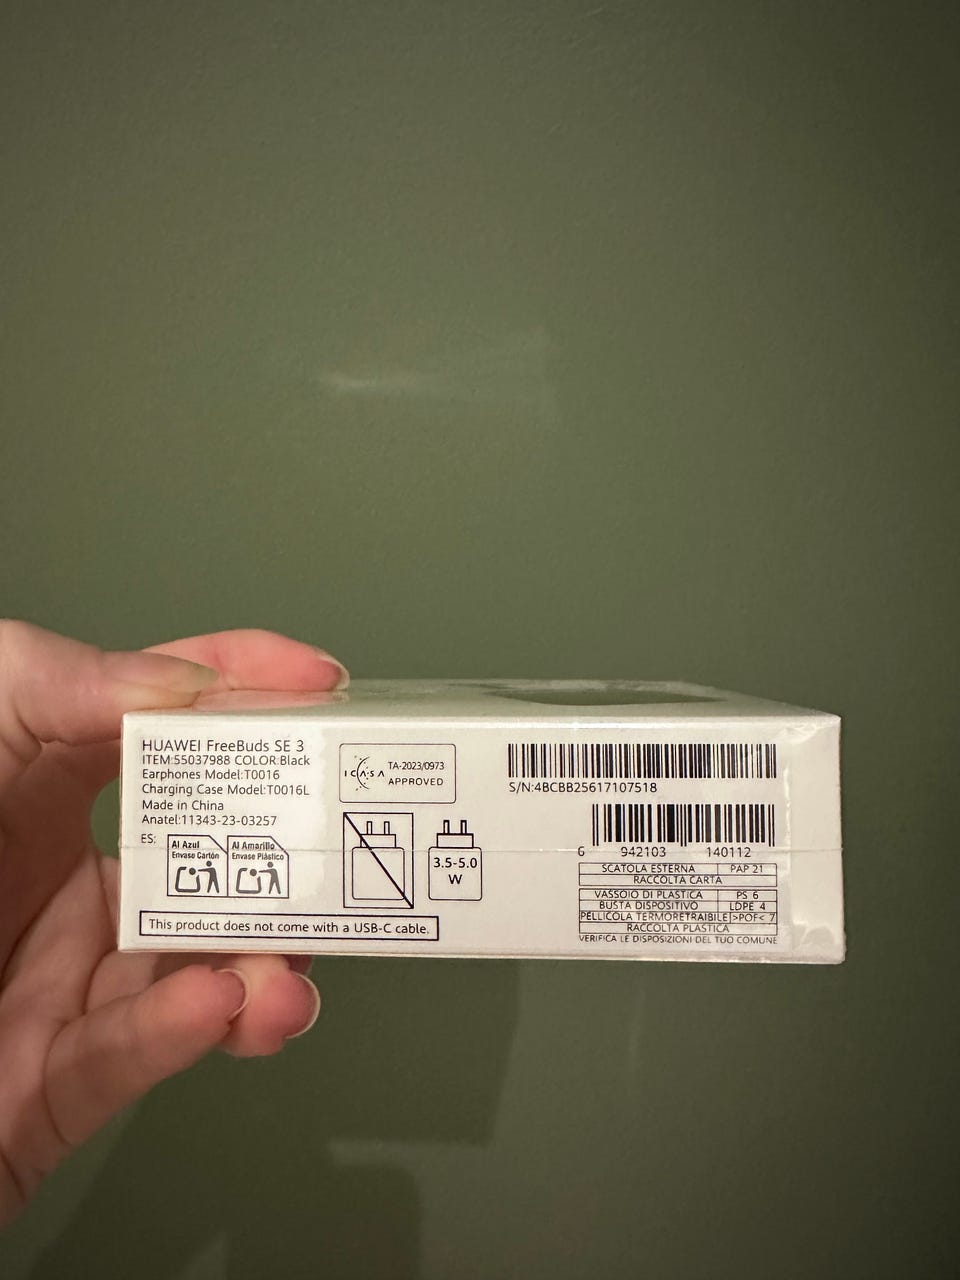 HUAWEI FreeBuds SE 3
ITEM:55037988 COLOR:Black
Earphones Model:T0016
Charging Case Model:T0016L
Made in China
Anatel:11343-23-03257
ES:
Al Azul
Envase Cartón
Al Amarillo
Envase Plástico
This product does not come with a USB-C cable.
ICASA
TA-2023/0973
APPROVED
3.5-5.0
W
S/N:4BCBB25617107518
6 942103 140112
SCATOLA ESTERNA PAP 21
RACCOLTA CARTA
VASSOIO DI PLASTICA PS 6
BUSTA DISPOSITIVO LDPE 4
PELLICOLA TERMORETRAIBILE >POF< 7
RACCOLTA PLASTICA
VERIFICA LE DISPOSIZIONI DEL TUO COMUNE